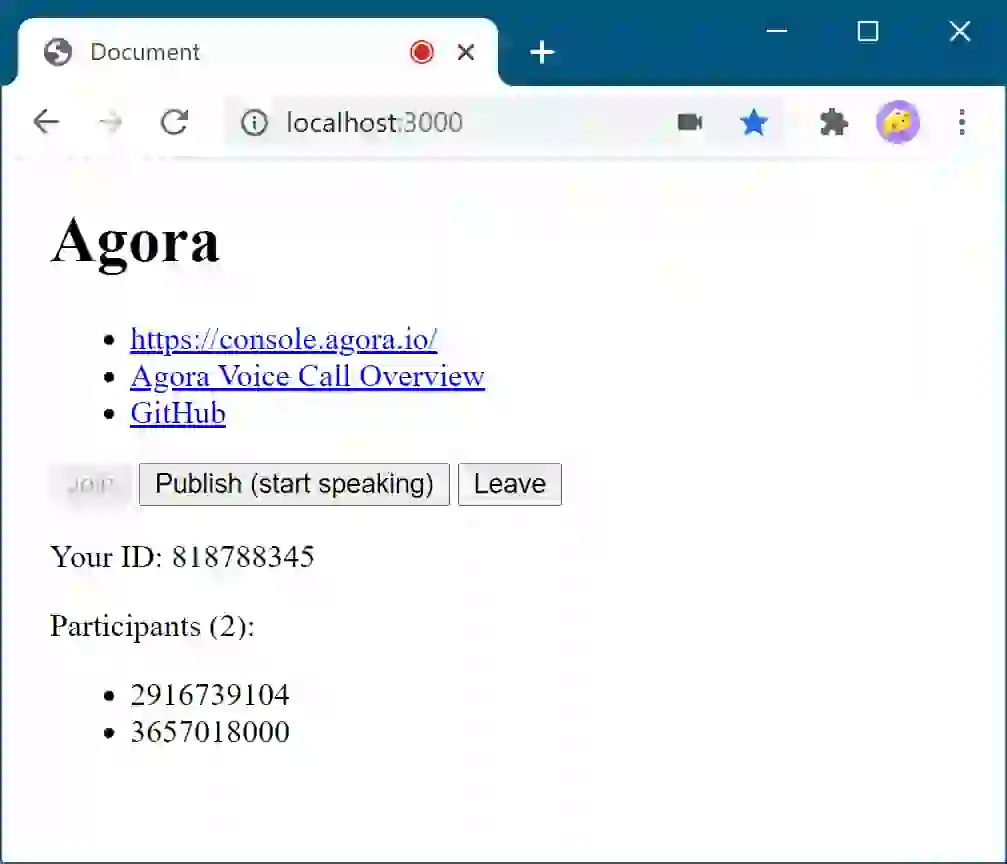 Document
localhost:3000
Agora
https://console.agora.io/
Agora Voice Call Overview
GitHub
Join Publish (start speaking) Leave
Your ID: 818788345
Participants (2):
2916739104
3657018000